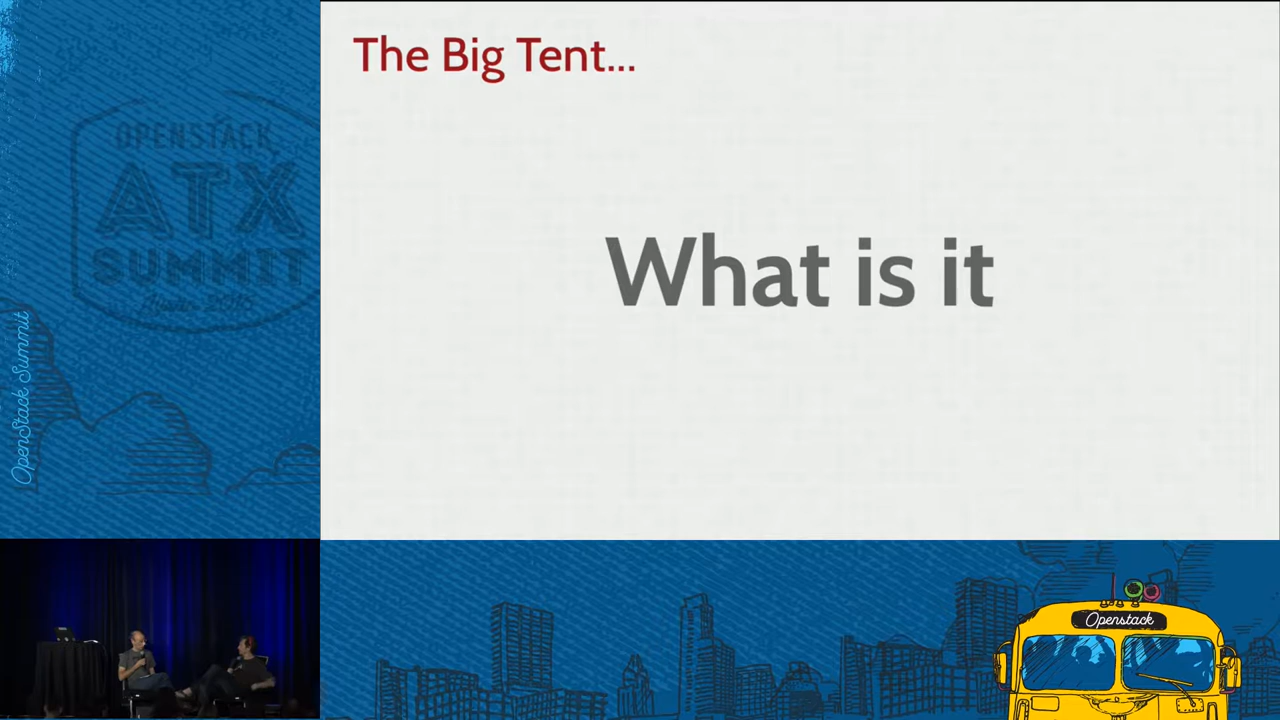 The Big Tent...
What is it
OPENSTACK
ATX
SUMMIT
OpenStack Summit
Openstack